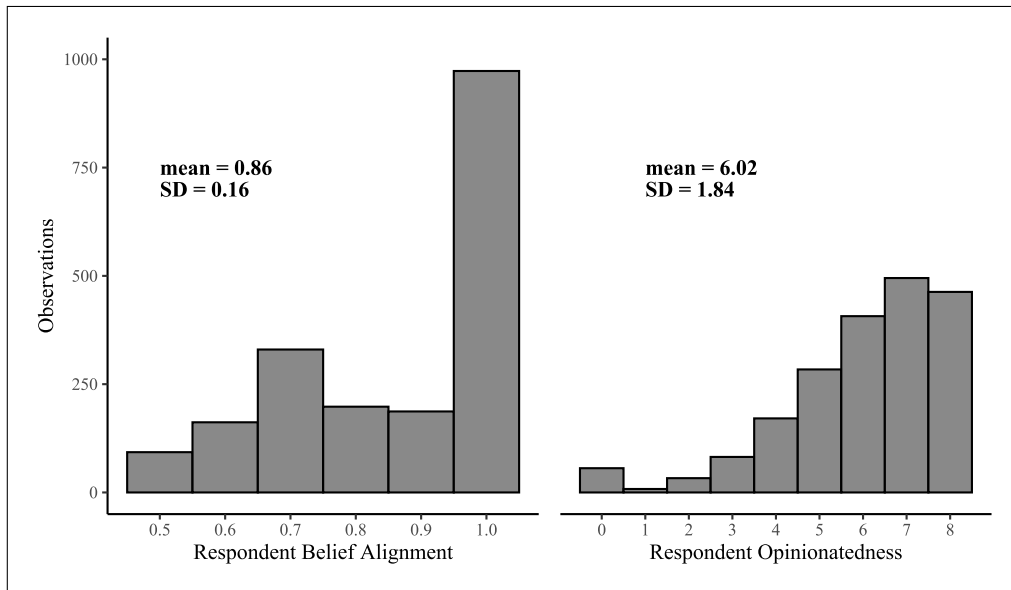 1000
750
500
250
0
Observations
mean = 0.86
SD = 0.16
0.5 0.6 0.7 0.8 0.9 1.0
Respondent Belief Alignment
mean = 6.02
SD = 1.84
0 1 2 3 4 5 6 7 8
Respondent Opinionatedness